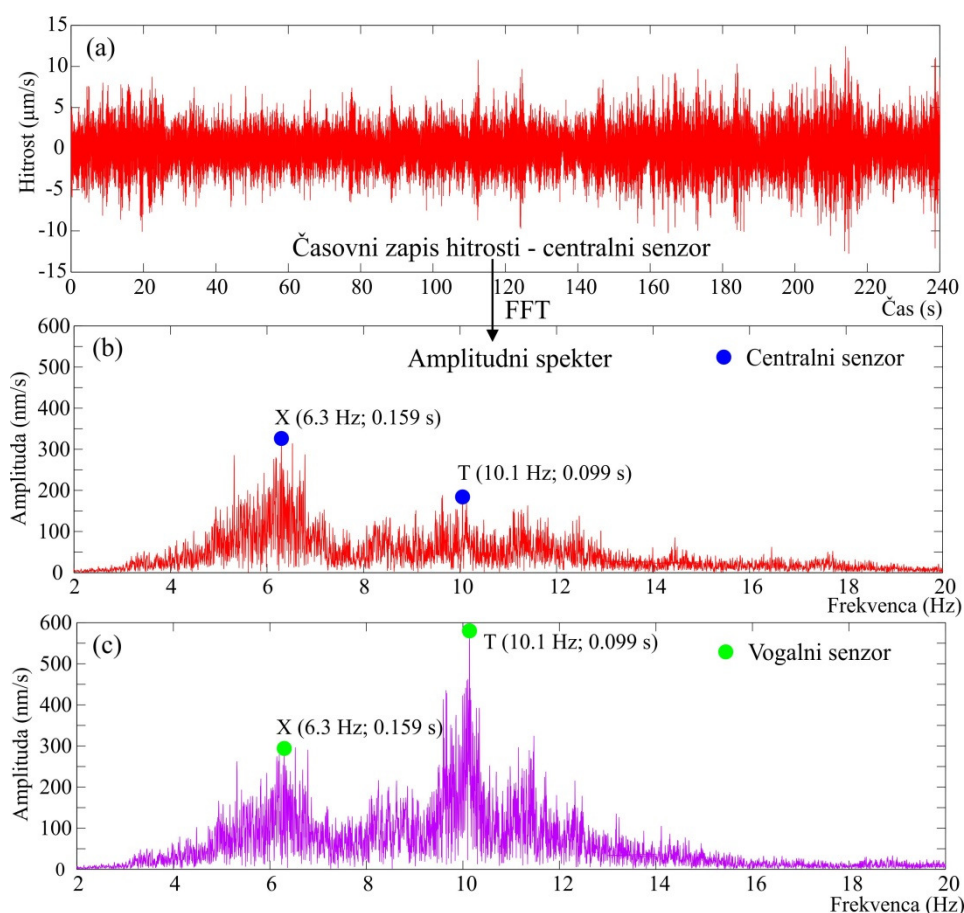 (a)
15
10
5
0
-5
-10
-15
Hitrost (μm/s)
Časovni zapis hitrosti - centralni senzor
0 20 40 60 80 100 120 140 160 180 200 220 240
Čas (s)
FFT
(b)
Amplitudni spekter
Centralni senzor
600
500
400
300
200
100
0
Amplituda (nm/s)
X (6.3 Hz; 0.159 s)
T (10.1 Hz; 0.099 s)
2 4 6 8 10 12 14 16 18 20
Frekvenca (Hz)
(c)
600
500
400
300
200
100
0
Amplituda (nm/s)
T (10.1 Hz; 0.099 s)
Vogalni senzor
X (6.3 Hz; 0.159 s)
2 4 6 8 10 12 14 16 18 20
Frekvenca (Hz)